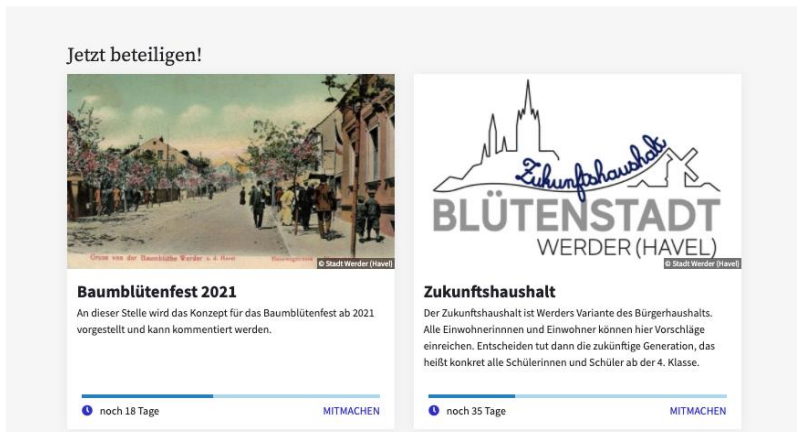 Jetzt beteiligen!
Gruss von der Baumblüthe Werder a. d. Havel
© Stadt Werder (Havel)
Baumblütenfest 2021
An dieser Stelle wird das Konzept für das Baumblütenfest ab 2021
vorgestellt und kann kommentiert werden.
noch 18 Tage
MITMACHEN
Zukunftshaushalt
BLÜTENSTADT
WERDER (HAVEL)
© Stadt Werder (Havel)
Zukunftshaushalt
Der Zukunftshaushalt ist Werders Variante des Bürgerhaushalts.
Alle Einwohnerinnnen und Einwohner können hier Vorschläge
einreichen. Entscheiden tut dann die zukünftige Generation, das
heißt konkret alle Schülerinnen und Schüler ab der 4. Klasse.
noch 35 Tage
MITMACHEN